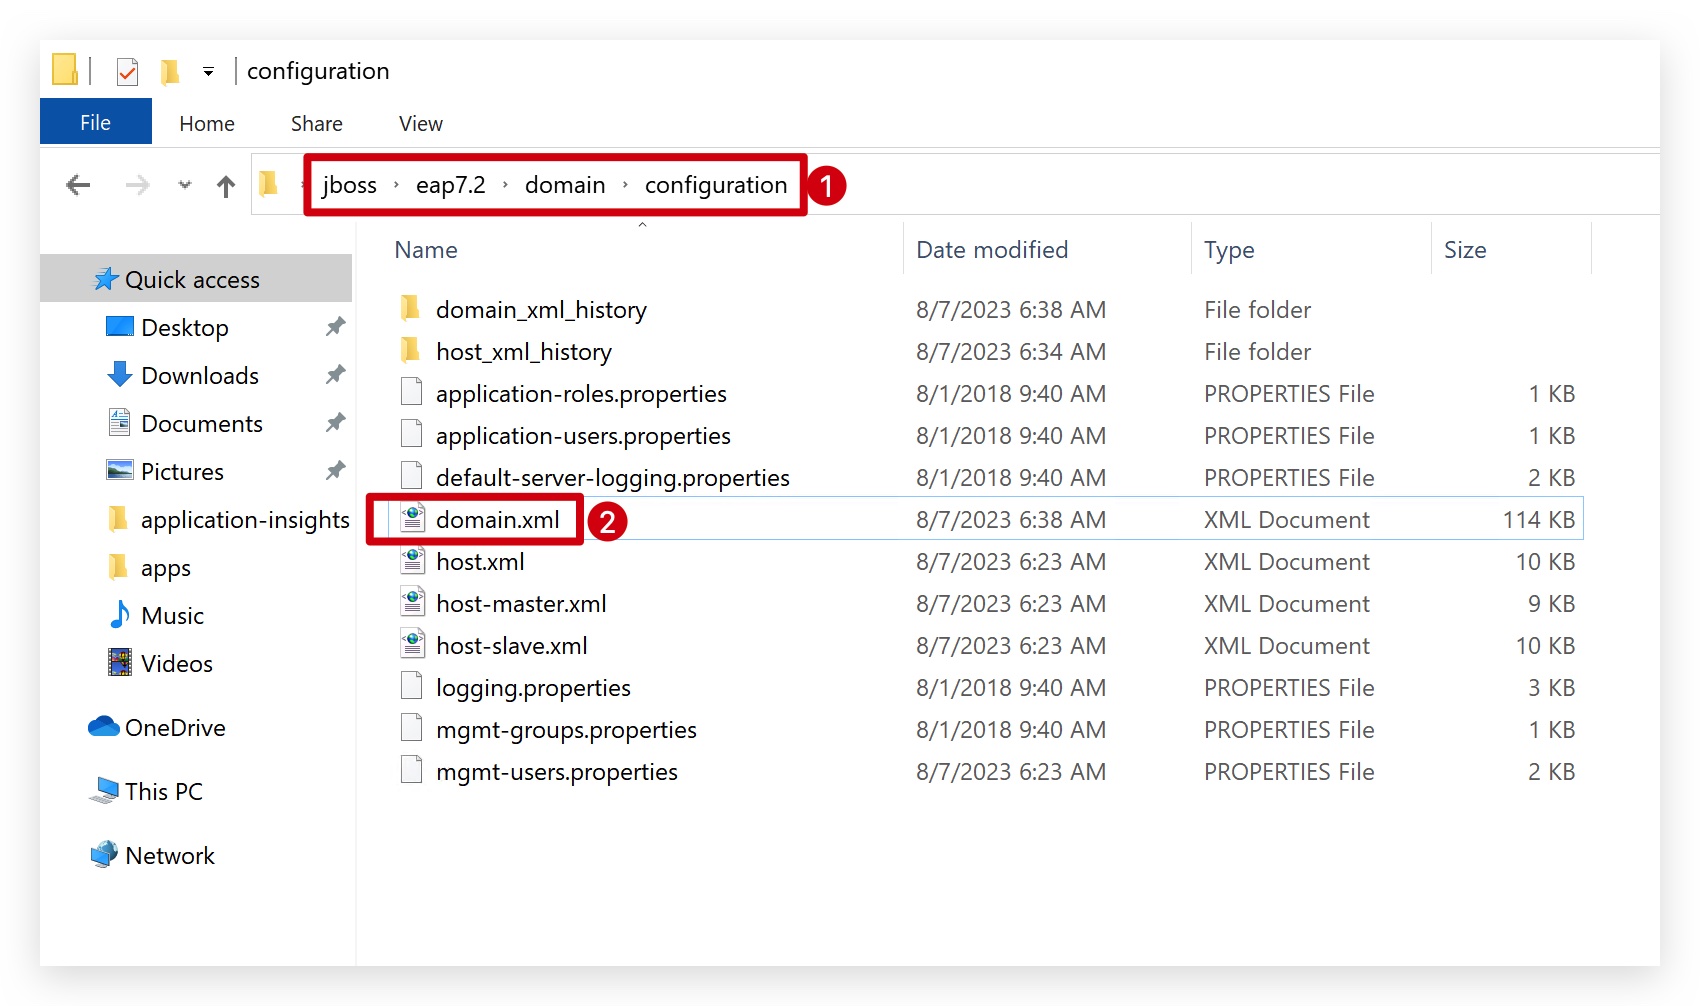 configuration
File Home Share View
jboss › eap7.2 › domain › configuration 1
Name Date modified Type Size
Quick access
Desktop
Downloads
Documents
Pictures
application-insights
apps
Music
Videos
OneDrive
This PC
Network
domain_xml_history 8/7/2023 6:38 AM File folder
host_xml_history 8/7/2023 6:34 AM File folder
application-roles.properties 8/1/2018 9:40 AM PROPERTIES File 1 KB
application-users.properties 8/1/2018 9:40 AM PROPERTIES File 1 KB
default-server-logging.properties 8/1/2018 9:40 AM PROPERTIES File 2 KB
domain.xml 2 8/7/2023 6:38 AM XML Document 114 KB
host.xml 8/7/2023 6:23 AM XML Document 10 KB
host-master.xml 8/7/2023 6:23 AM XML Document 9 KB
host-slave.xml 8/7/2023 6:23 AM XML Document 10 KB
logging.properties 8/1/2018 9:40 AM PROPERTIES File 3 KB
mgmt-groups.properties 8/1/2018 9:40 AM PROPERTIES File 1 KB
mgmt-users.properties 8/7/2023 6:23 AM PROPERTIES File 2 KB